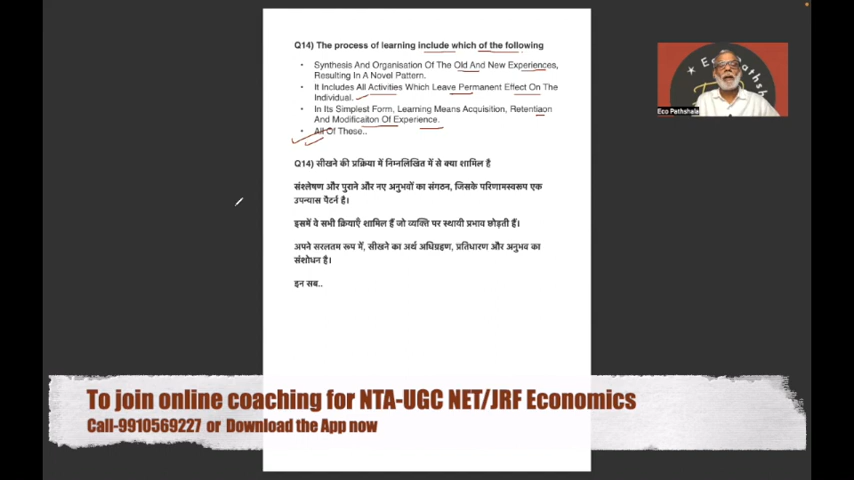 Q14) The process of learning include which of the following
• Synthesis And Organisation Of The Old And New Experiences,
Resulting In A Novel Pattern.
• It Includes All Activities Which Leave Permanent Effect On The
Individual.
• In Its Simplest Form, Learning Means Acquisition, Retentiaon
And Modificaiton Of Experience.
• All Of These..
Q14) सीखने की प्रक्रिया में निम्नलिखित में से क्या शामिल है
संश्लेषण और पुराने और नए अनुभवों का संगठन, जिसके परिणामस्वरूप एक
उपन्यास पैटर्न है।
इसमें वे सभी क्रियाएँ शामिल हैं जो व्यक्ति पर स्थायी प्रभाव छोड़ती हैं।
अपने सरलतम रूप में, सीखने का अर्थ अधिग्रहण, प्रतिधारण और अनुभव का
संशोधन है।
इन सब..
Eco Pathshala
To join online coaching for NTA-UGC NET/JRF Economics
Call-9910569227 or Download the App now